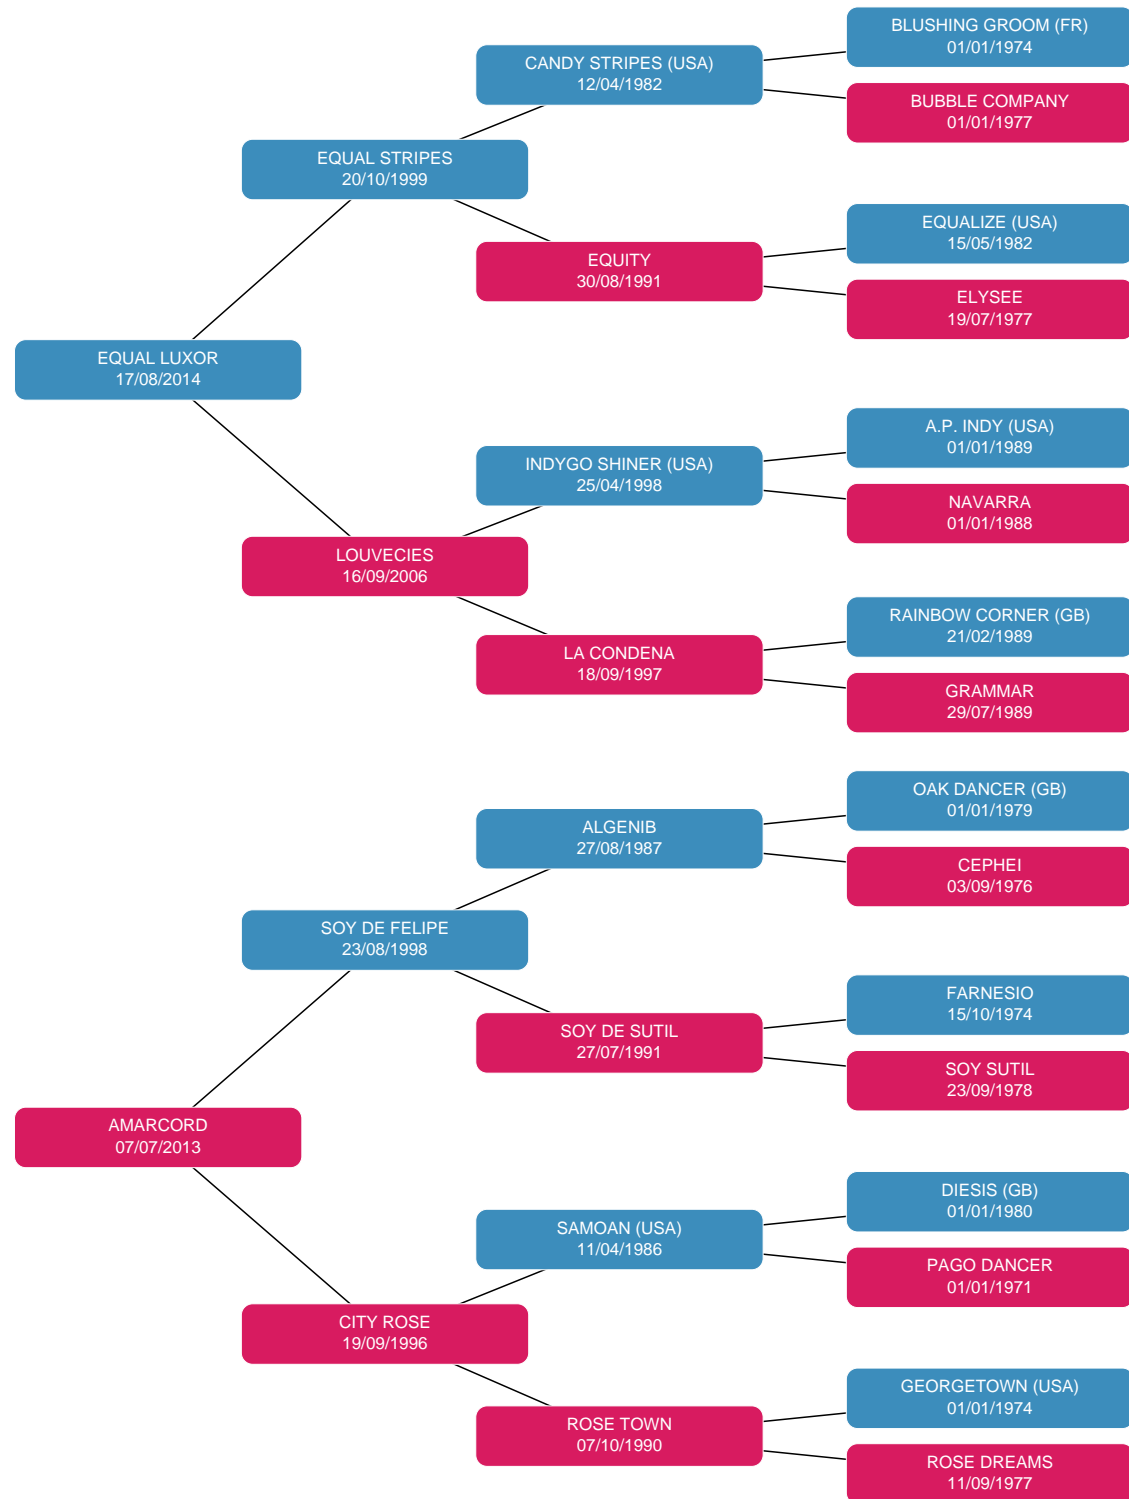 BLUSHING GROOM (FR)
01/01/1974
CANDY STRIPES (USA)
12/04/1982
BUBBLE COMPANY
01/01/1977
EQUAL STRIPES
20/10/1999
EQUALIZE (USA)
15/05/1982
EQUITY
30/08/1991
ELYSEE
19/07/1977
EQUAL LUXOR
17/08/2014
A.P. INDY (USA)
01/01/1989
INDYGO SHINER (USA)
25/04/1998
NAVARRA
01/01/1988
LOUVECIES
16/09/2006
RAINBOW CORNER (GB)
21/02/1989
LA CONDENA
18/09/1997
GRAMMAR
29/07/1989
OAK DANCER (GB)
01/01/1979
ALGENIB
27/08/1987
CEPHEI
03/09/1976
SOY DE FELIPE
23/08/1998
FARNESIO
15/10/1974
SOY DE SUTIL
27/07/1991
SOY SUTIL
23/09/1978
AMARCORD
07/07/2013
DIESIS (GB)
01/01/1980
SAMOAN (USA)
11/04/1986
PAGO DANCER
01/01/1971
CITY ROSE
19/09/1996
GEORGETOWN (USA)
01/01/1974
ROSE TOWN
07/10/1990
ROSE DREAMS
11/09/1977